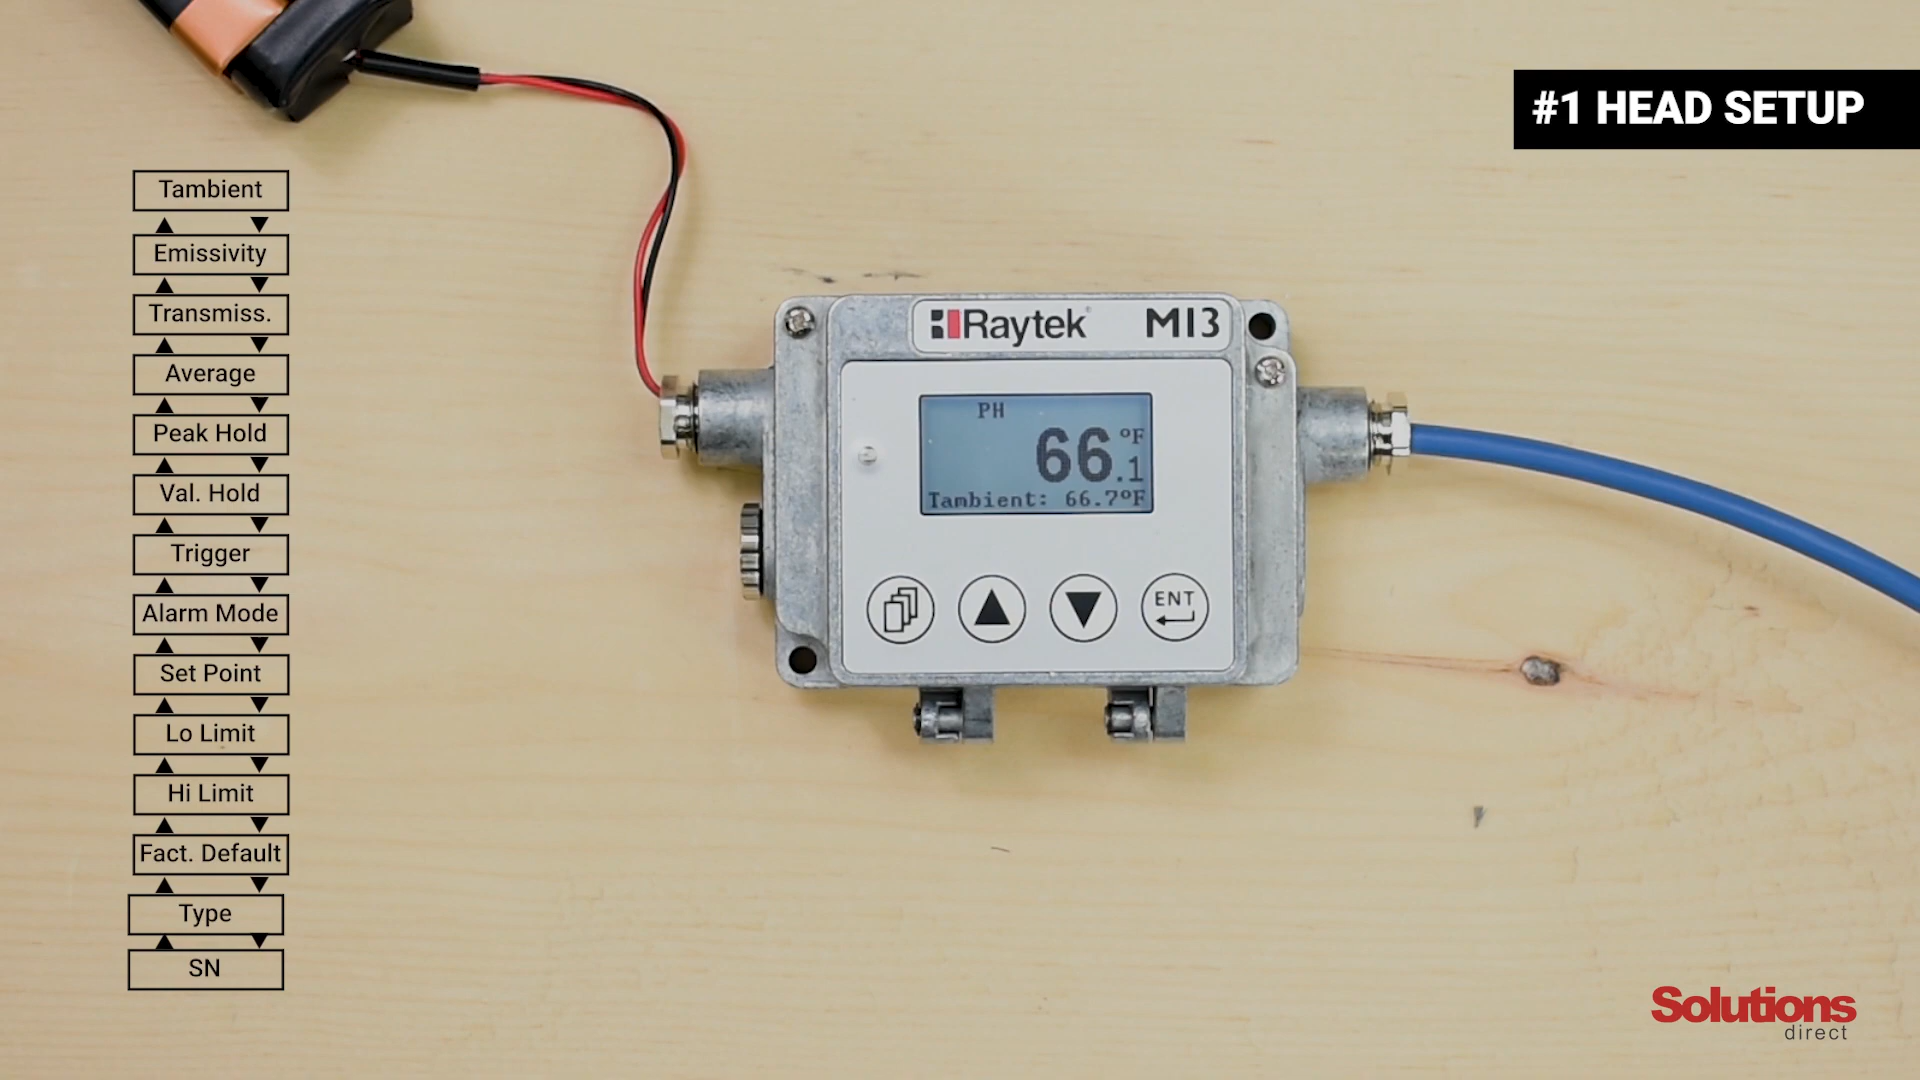 #1 HEAD SETUP
Tambient
Emissivity
Transmiss.
Average
Peak Hold
Val. Hold
Trigger
Alarm Mode
Set Point
Lo Limit
Hi Limit
Fact. Default
Type
SN
Raytek® MI3
PH
66.1 °F
Tambient: 66.7°F
ENT
Solutions
direct